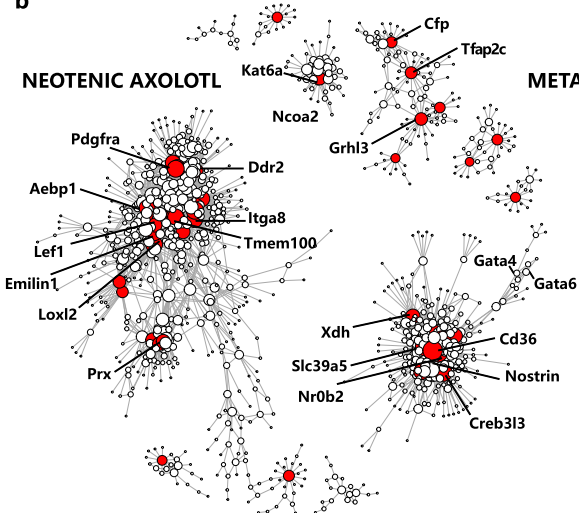 b
Cfp
Tfap2c
Kat6a
NEOTENIC AXOLOTL
META
Ncoa2
Pdgfra
Grhl3
Ddr2
Aebp1
Itga8
Tmem100
Lef1
Gata4
Emilin1
Gata6
Loxl2
Xdh
Cd36
Slc39a5
Prx
Nostrin
Nr0b2
Creb3l3